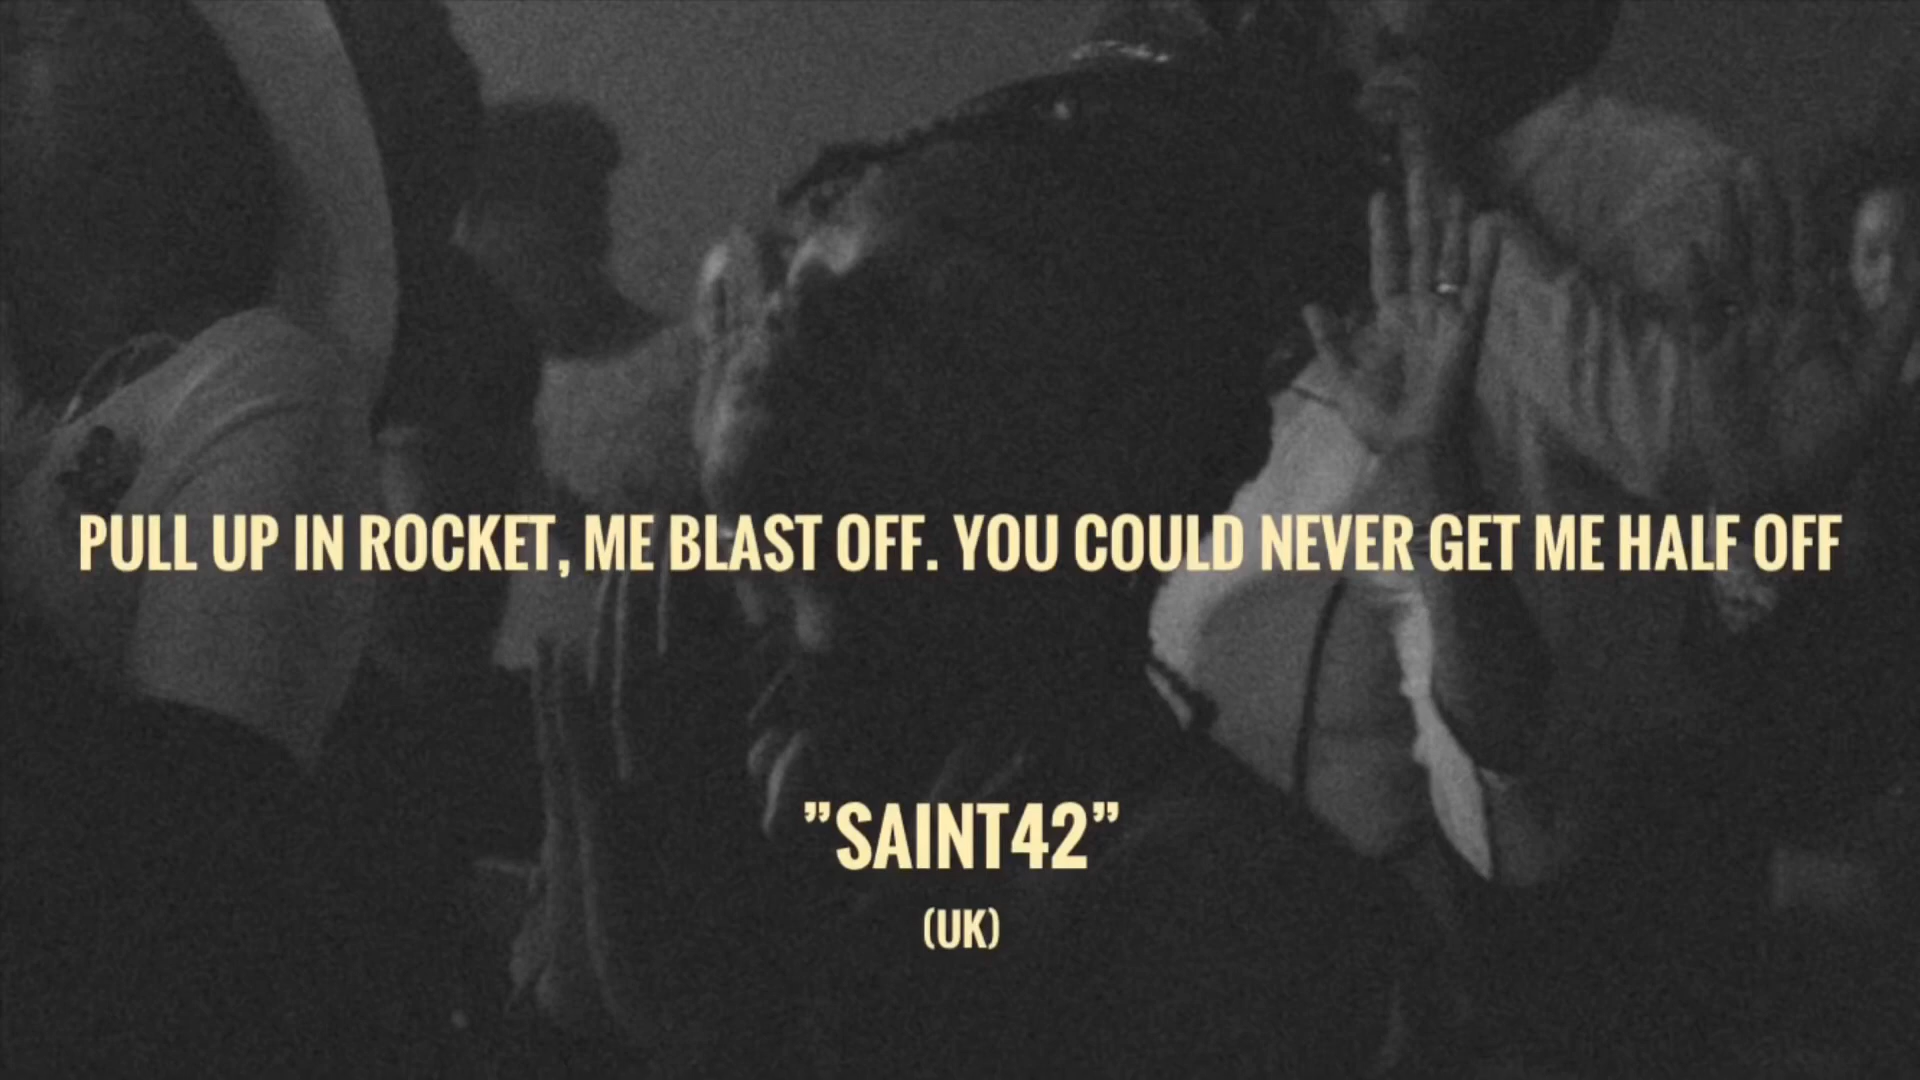 PULL UP IN ROCKET, ME BLAST OFF. YOU COULD NEVER GET ME HALF OFF
”SAINT42”
(UK)